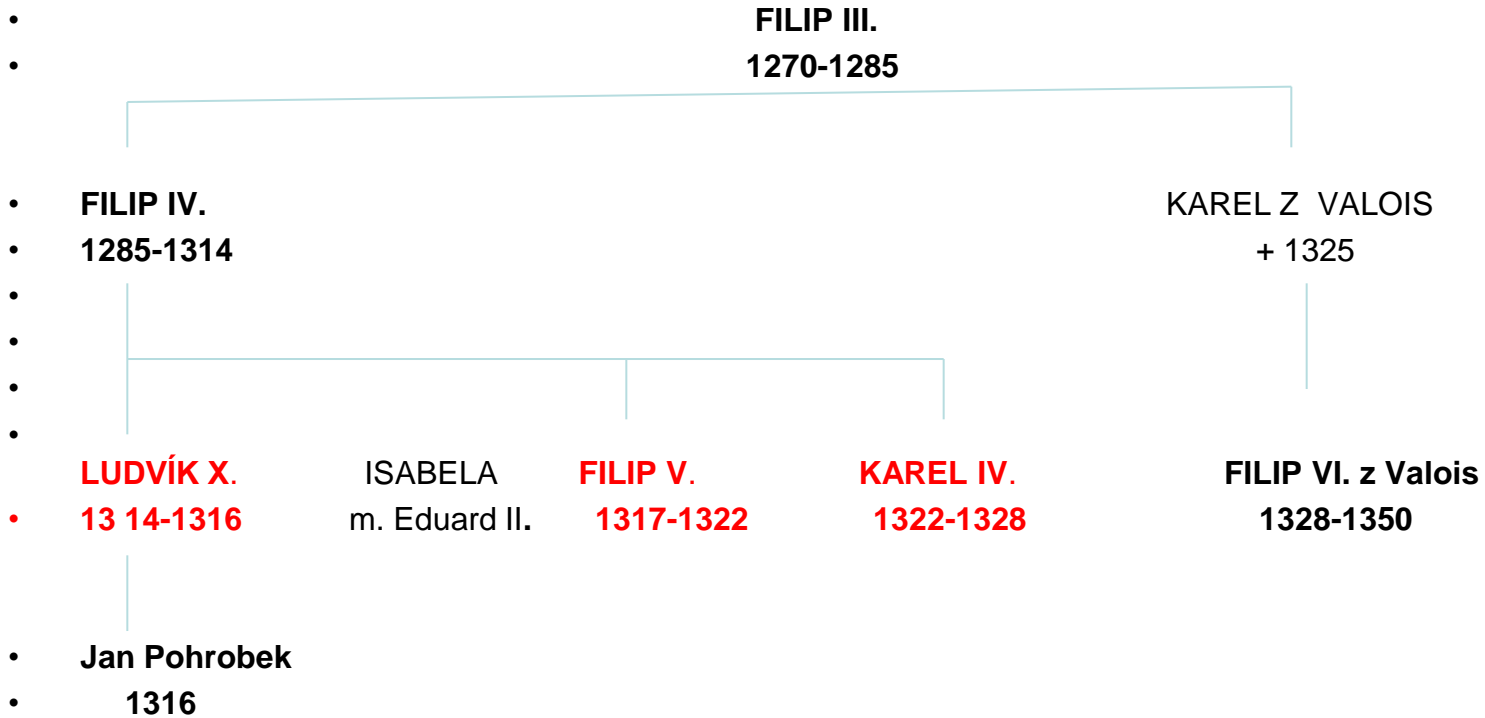 • FILIP III.
• 1270-1285
• FILIP IV. KAREL Z VALOIS
• 1285-1314 + 1325
•
•
•
•
LUDVÍK X. ISABELA FILIP V. KAREL IV. FILIP VI. z Valois
• 13 14-1316 m. Eduard II. 1317-1322 1322-1328 1328-1350
• Jan Pohrobek
• 1316